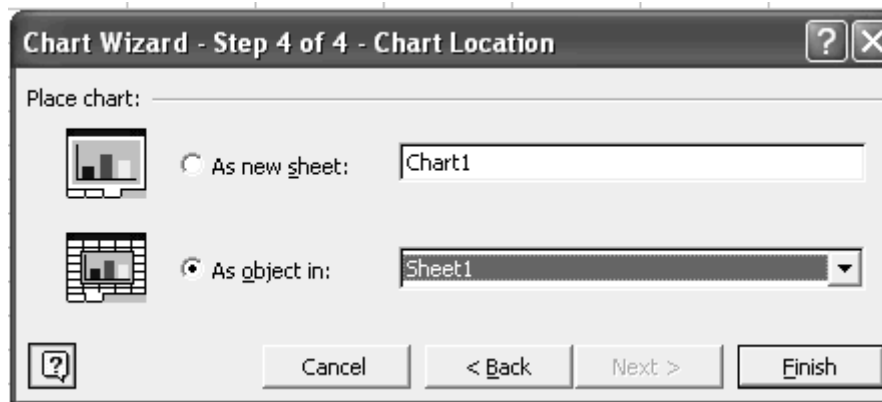 Chart Wizard - Step 4 of 4 - Chart Location
Place chart:
As new sheet: Chart1
As object in: Sheet1
Cancel < Back Next > Finish